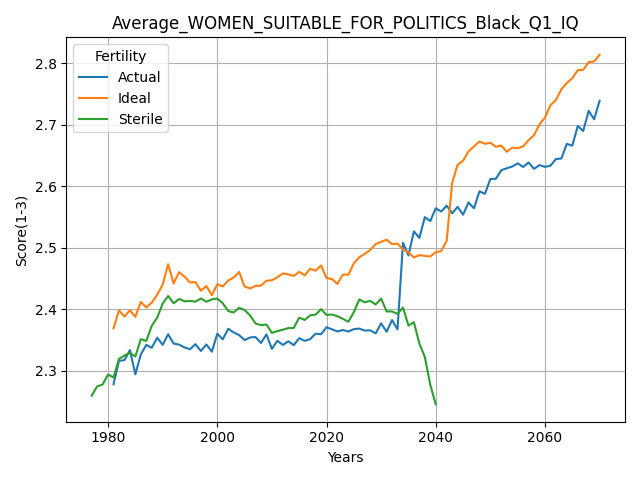 Average_WOMEN_SUITABLE_FOR_POLITICS_Black_Q1_IQ
Fertility
Actual
Ideal
Sterile
Score(1-3)
2.8
2.7
2.6
2.5
2.4
2.3
1980 2000 2020 2040 2060
Years